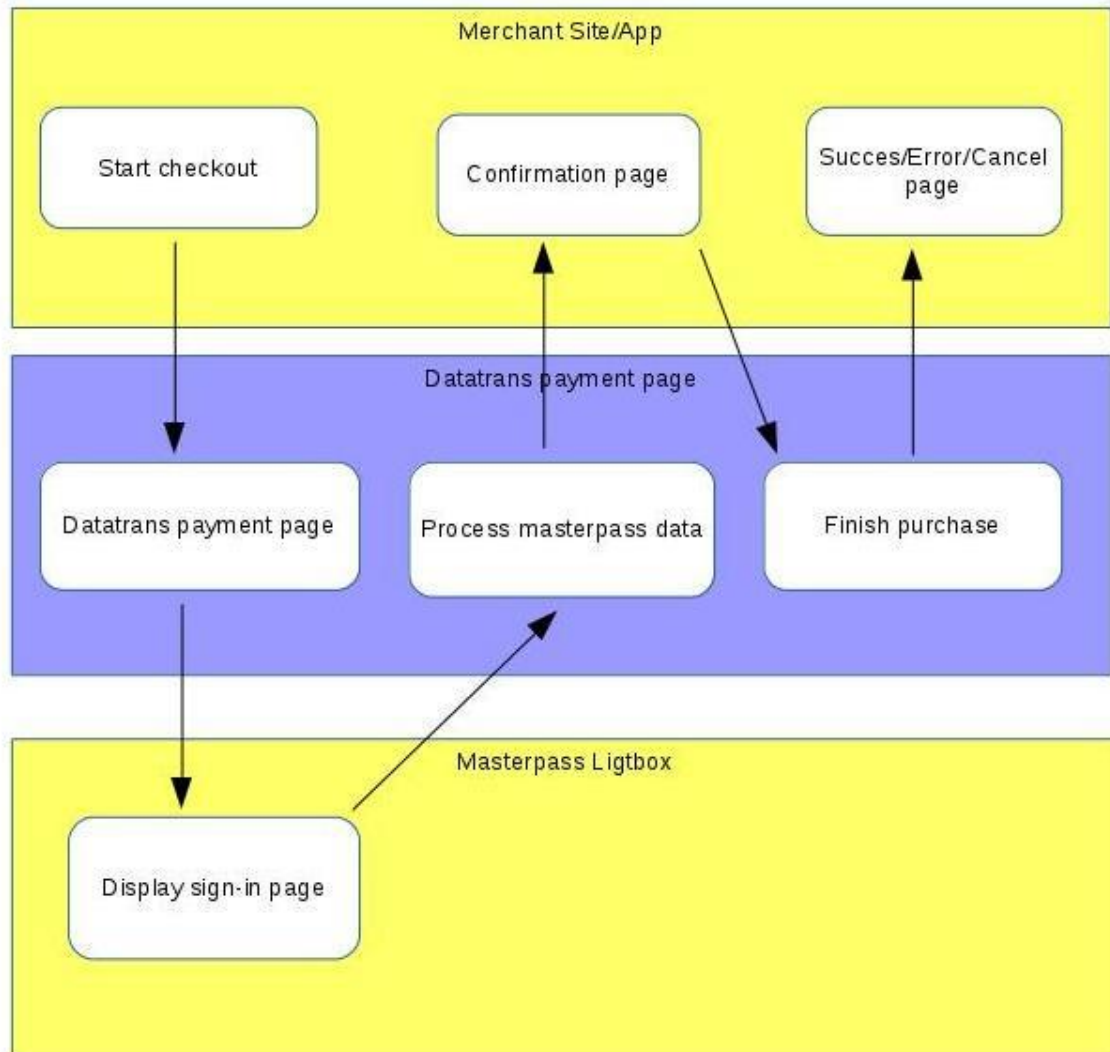 Merchant Site/App
Start checkout
Confirmation page
Succes/Error/Cancel
page
Datatrans payment page
Datatrans payment page
Process masterpass data
Finish purchase
Masterpass Ligtbox
Display sign-in page